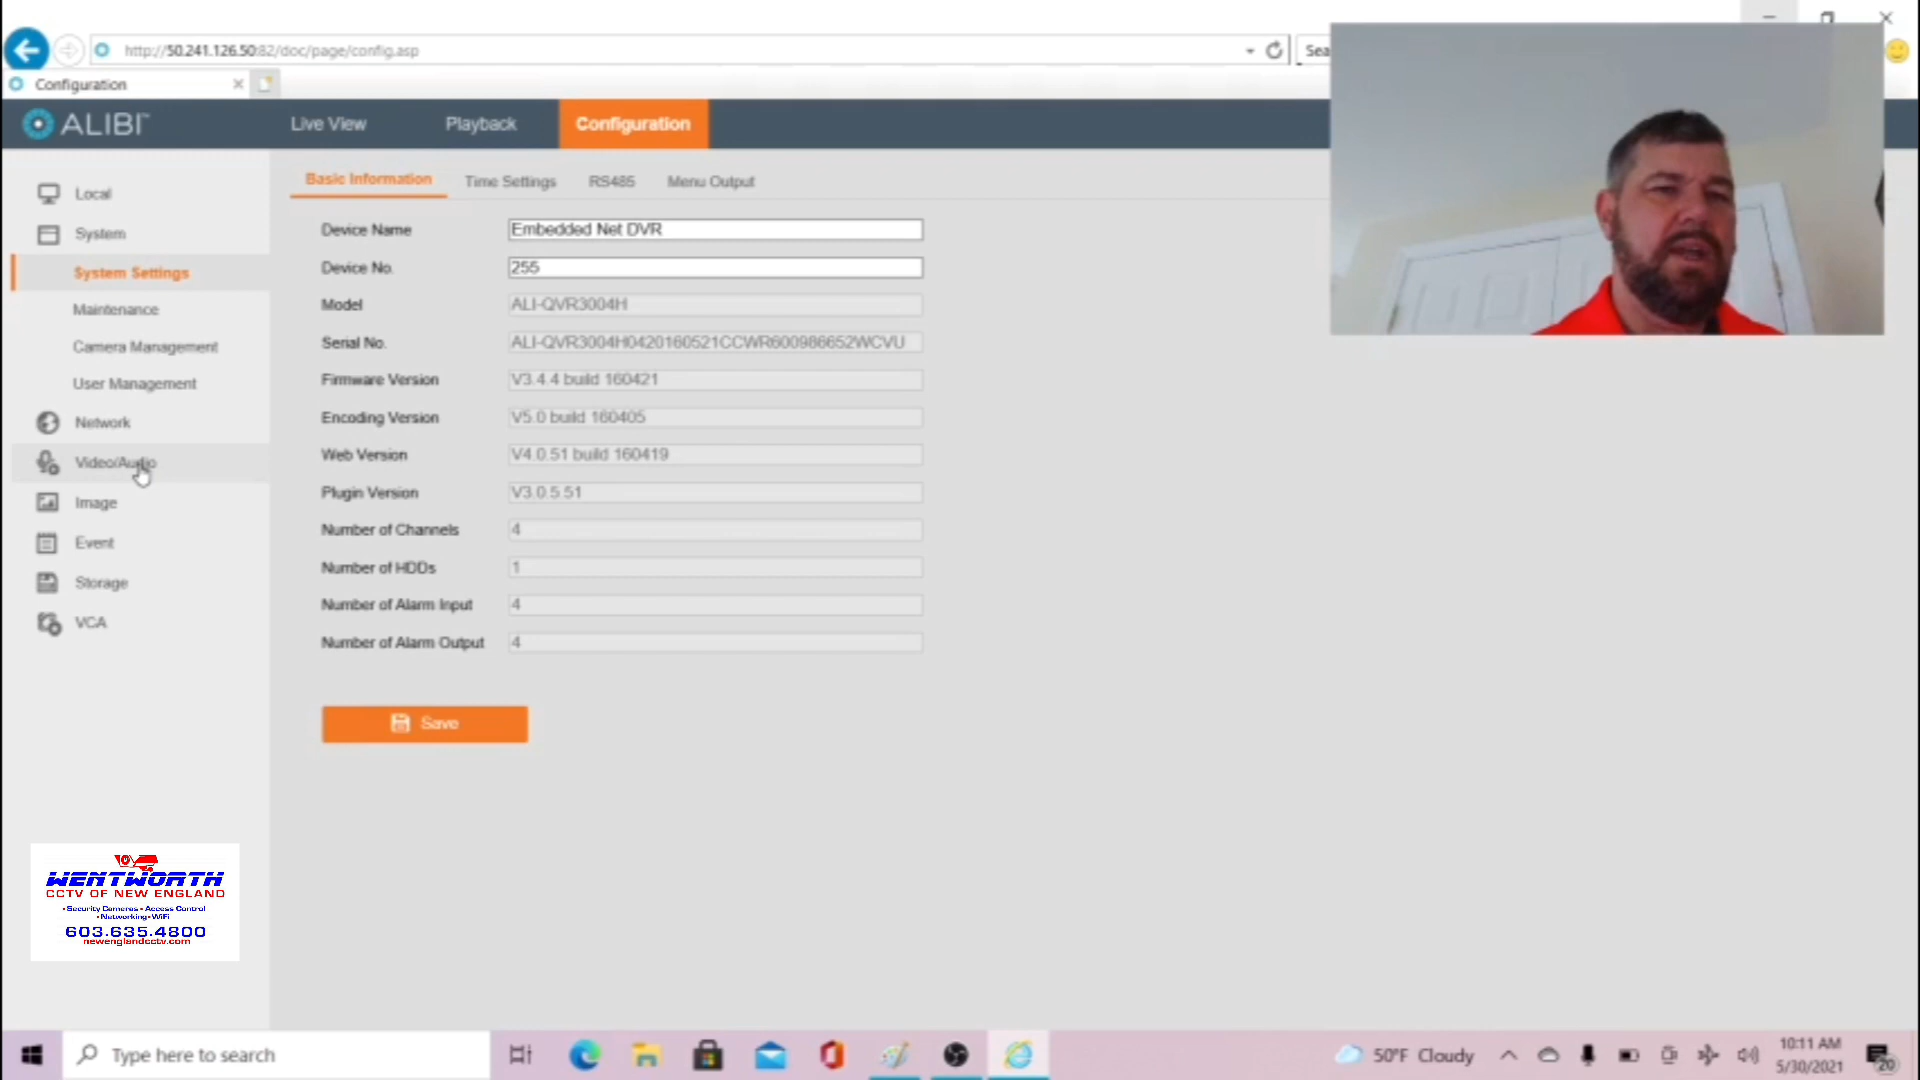 http://50.241.126.50:82/doc/page/config.asp
Sea
Configuration
ALIBI™
Live View
Playback
Configuration
Local
System
System Settings
Maintenance
Camera Management
User Management
Network
Video/Audio
Image
Event
Storage
VCA
Basic Information
Time Settings
RS485
Menu Output
Device Name
Embedded Net DVR
Device No.
255
Model
ALI-QVR3004H
Serial No.
ALI-QVR3004H0420160521CCWR600986652WCVU
Firmware Version
V3.4.4 build 160421
Encoding Version
V5.0 build 160405
Web Version
V4.0.51 build 160419
Plugin Version
V3.0.5.51
Number of Channels
4
Number of HDDs
1
Number of Alarm Input
4
Number of Alarm Output
4
Save
WENTWORTH
CCTV OF NEW ENGLAND
•Security Cameras • Access Control
•Networking•WiFi
603.635.4800
newenglandcctv.com
Type here to search
50°F Cloudy
10:11 AM
5/30/2021
20